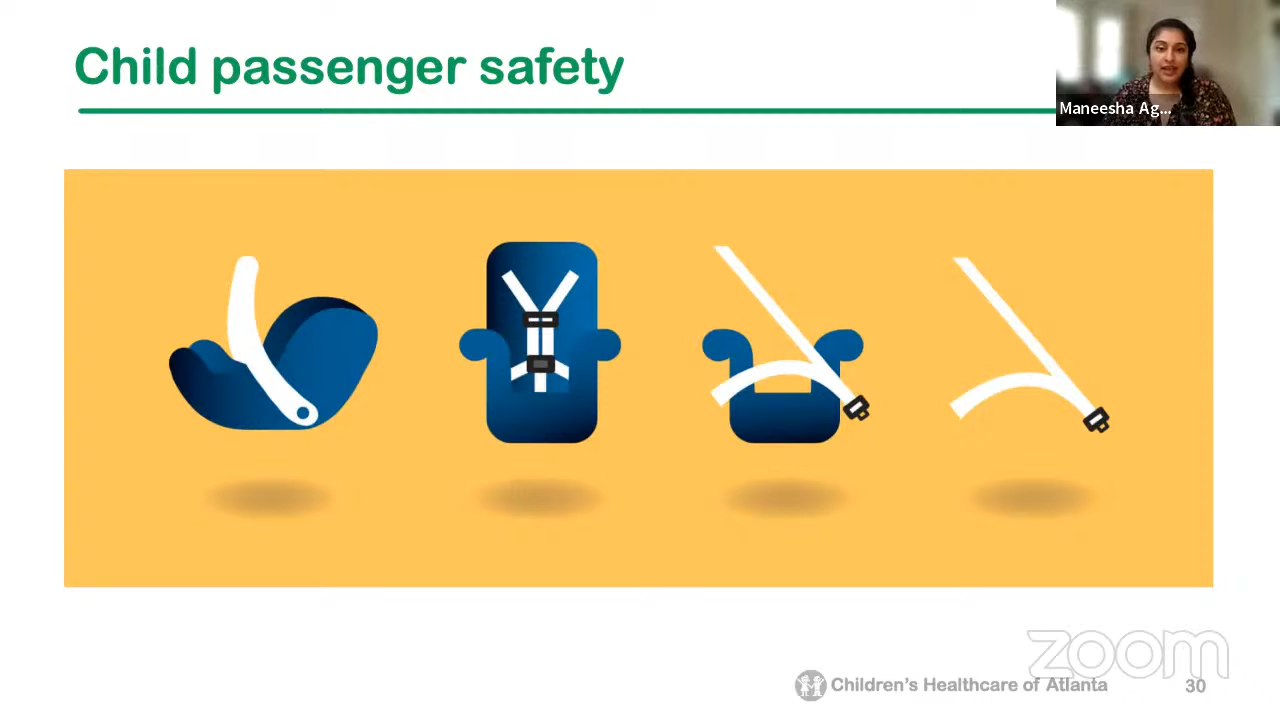 Child passenger safety
Maneesha Ag...
zoom
Children's Healthcare of Atlanta
30